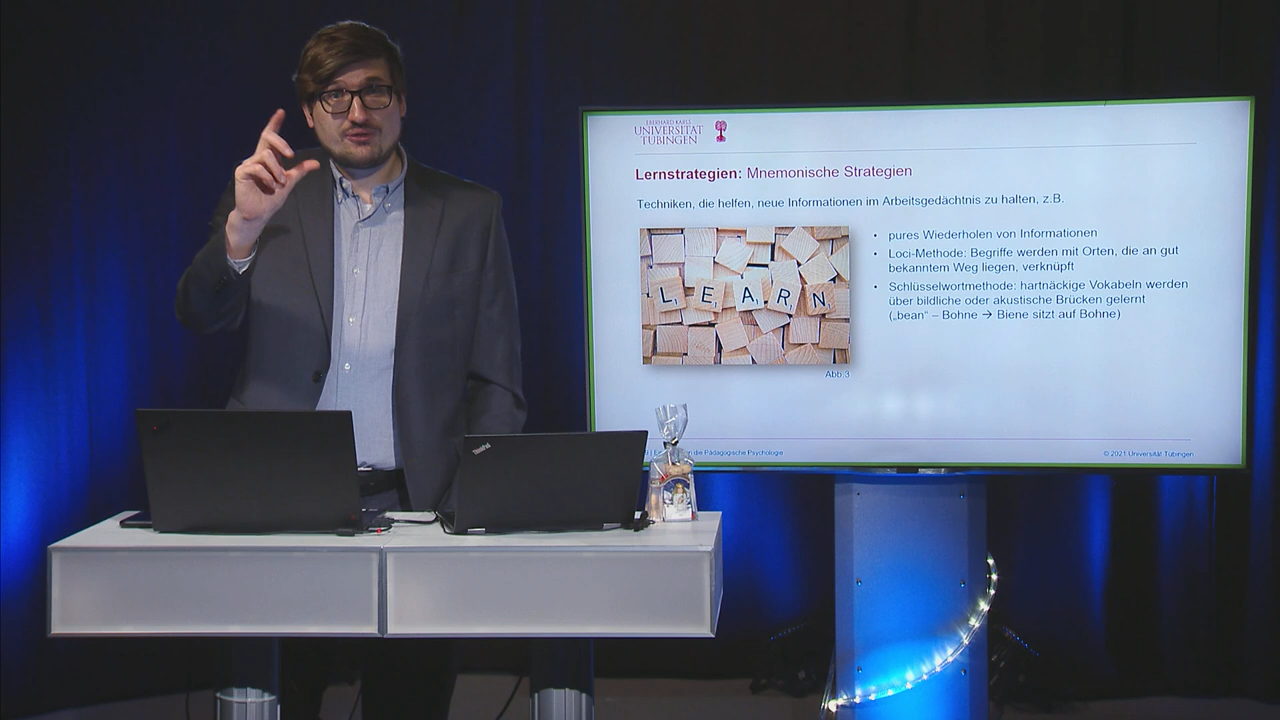 EBERHARD KARLS
UNIVERSITÄT
TÜBINGEN
Lernstrategien: Mnemonische Strategien
Techniken, die helfen, neue Informationen im Arbeitsgedächtnis zu halten, z.B.
LEARN
Abb.3
• pures Wiederholen von Informationen
• Loci-Methode: Begriffe werden mit Orten, die an gut
bekanntem Weg liegen, verknüpft
• Schlüsselwortmethode: hartnäckige Vokabeln werden
über bildliche oder akustische Brücken gelernt
(„bean“ – Bohne → Biene sitzt auf Bohne)
die Pädagogische Psychologie
© 2021 Universität Tübingen
ThinkPad